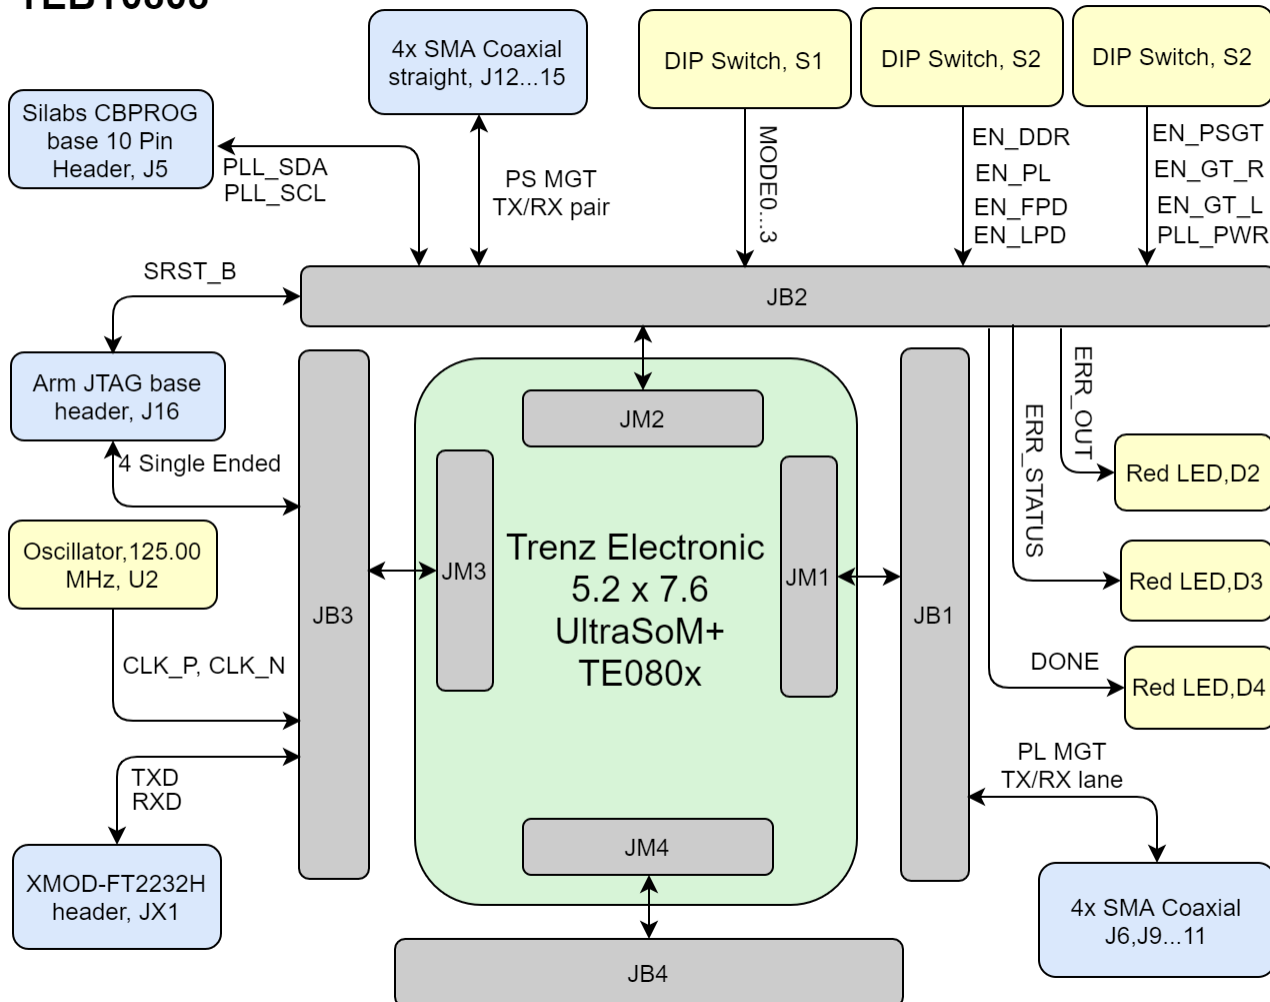 TEBT0808
4x SMA Coaxial
straight, J12...15
DIP Switch, S1
DIP Switch, S2
DIP Switch, S2
Silabs CBPROG
base 10 Pin
Header, J5
PLL_SDA
PLL_SCL
PS MGT
TX/RX pair
MODE0...3
EN_DDR
EN_PL
EN_FPD
EN_LPD
EN_PSGT
EN_GT_R
EN_GT_L
PLL_PWR
SRST_B
JB2
Arm JTAG base
header, J16
4 Single Ended
JM2
ERR_OUT
ERR_STATUS
Red LED,D2
Oscillator,125.00
MHz, U2
JB3
JM3
Trenz Electronic
5.2 x 7.6
UltraSoM+
TE080x
JM1
JB1
Red LED,D3
CLK_P, CLK_N
DONE
Red LED,D4
TXD
RXD
PL MGT
TX/RX lane
XMOD-FT2232H
header, JX1
JM4
4x SMA Coaxial
J6,J9...11
JB4